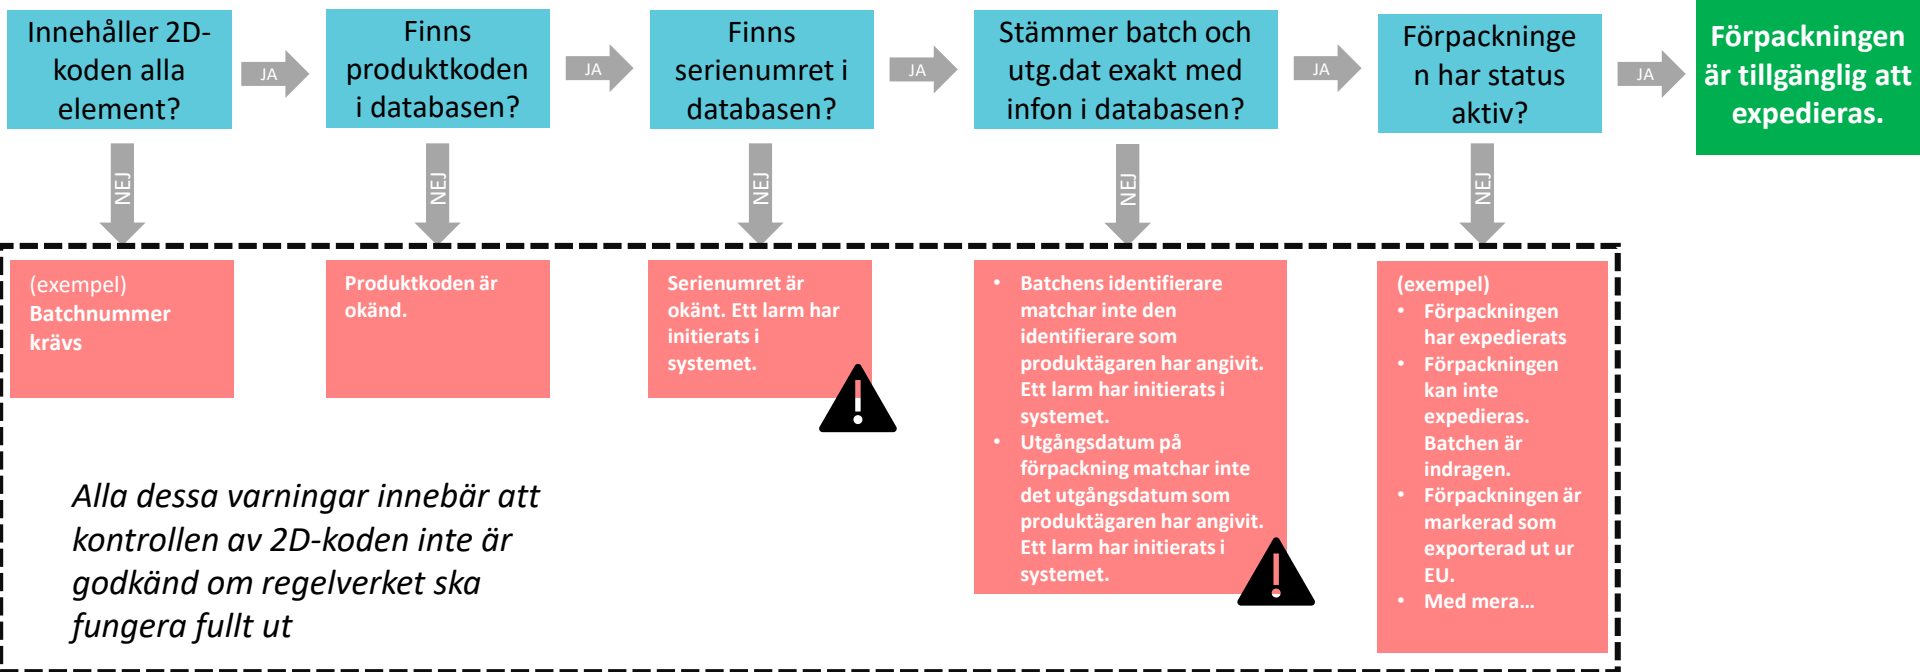 Innehåller 2D-
koden alla
element?
JA
Finns
produktkoden
i databasen?
JA
Finns
serienumret i
databasen?
JA
Stämmer batch och
utg.dat exakt med
infon i databasen?
JA
Förpackninge
n har status
aktiv?
JA
Förpackningen
är tillgänglig att
expedieras.
NEJ
NEJ
NEJ
NEJ
NEJ
(exempel)
Batchnummer
krävs
Produktkoden är
okänd.
Serienumret är
okänt. Ett larm har
initierats i
systemet.
• Batchens identifierare
matchar inte den
identifierare som
produktägaren har angivit.
Ett larm har initierats i
systemet.
• Utgångsdatum på
förpackning matchar inte
det utgångsdatum som
produktägaren har angivit.
Ett larm har initierats i
systemet.
(exempel)
• Förpackningen
har expedierats
• Förpackningen
kan inte
expedieras.
Batchen är
indragen.
• Förpackningen är
markerad som
exporterad ut ur
EU.
• Med mera...
Alla dessa varningar innebär att
kontrollen av 2D-koden inte är
godkänd om regelverket ska
fungera fullt ut